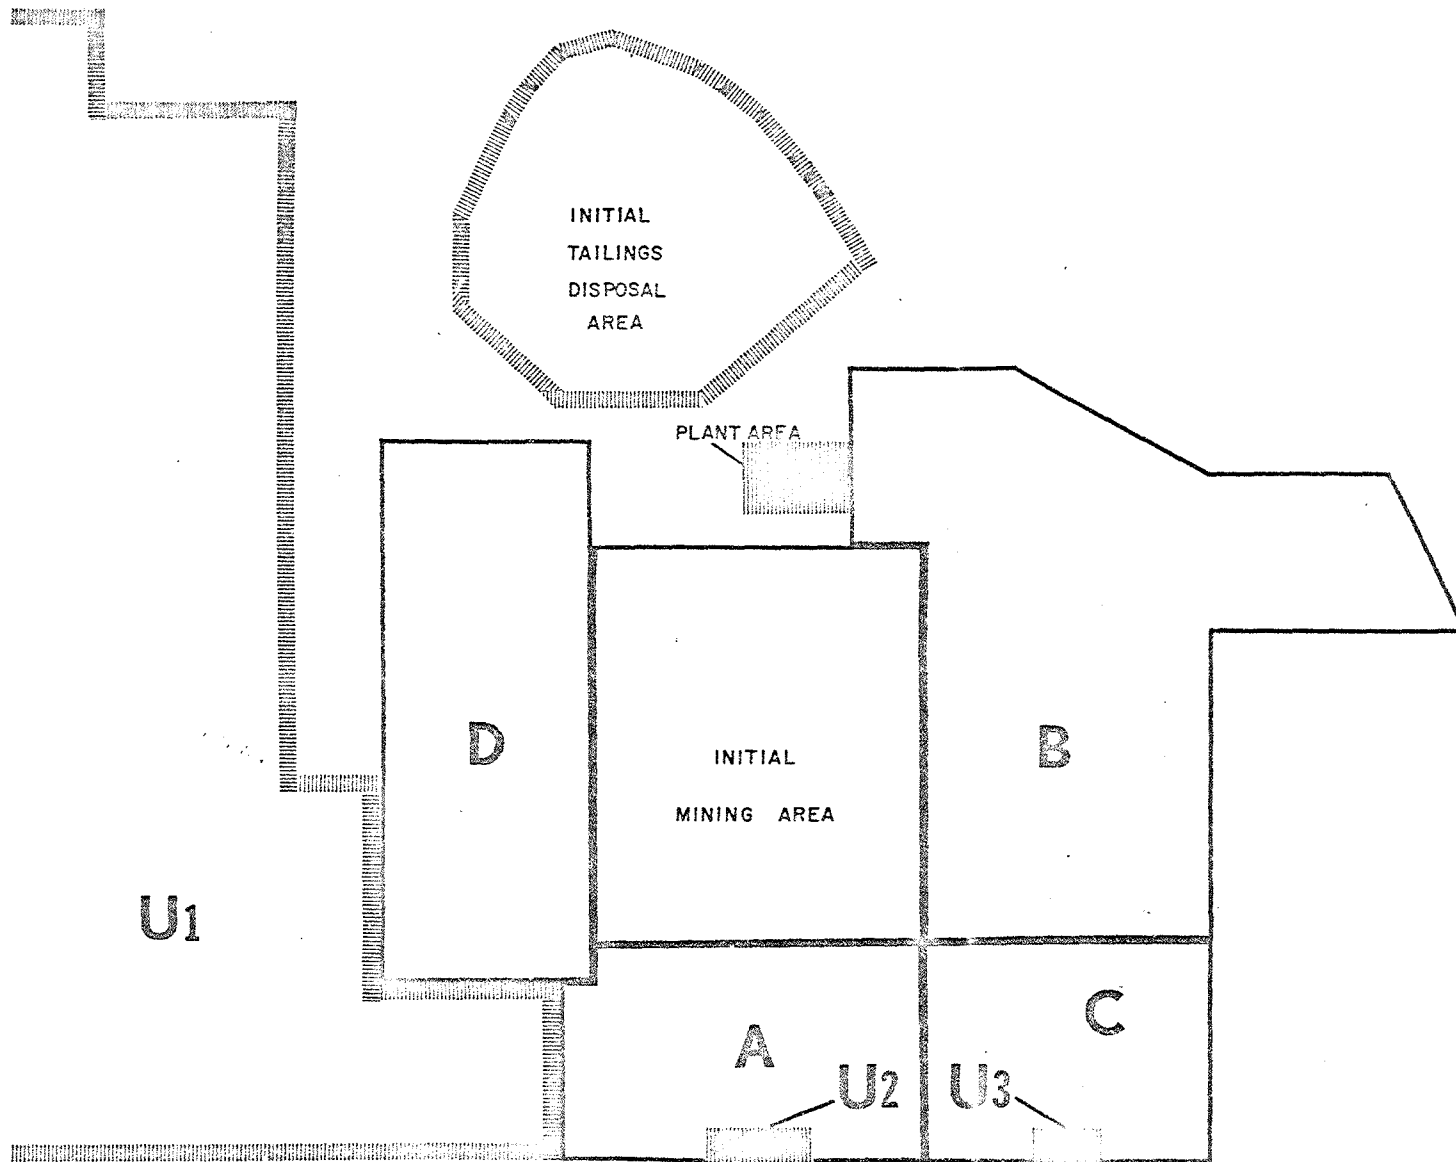 INITIAL
TAILINGS
DISPOSAL
AREA
PLANT AREA
D
INITIAL
MINING AREA
B
U1
A
C
U2
U3